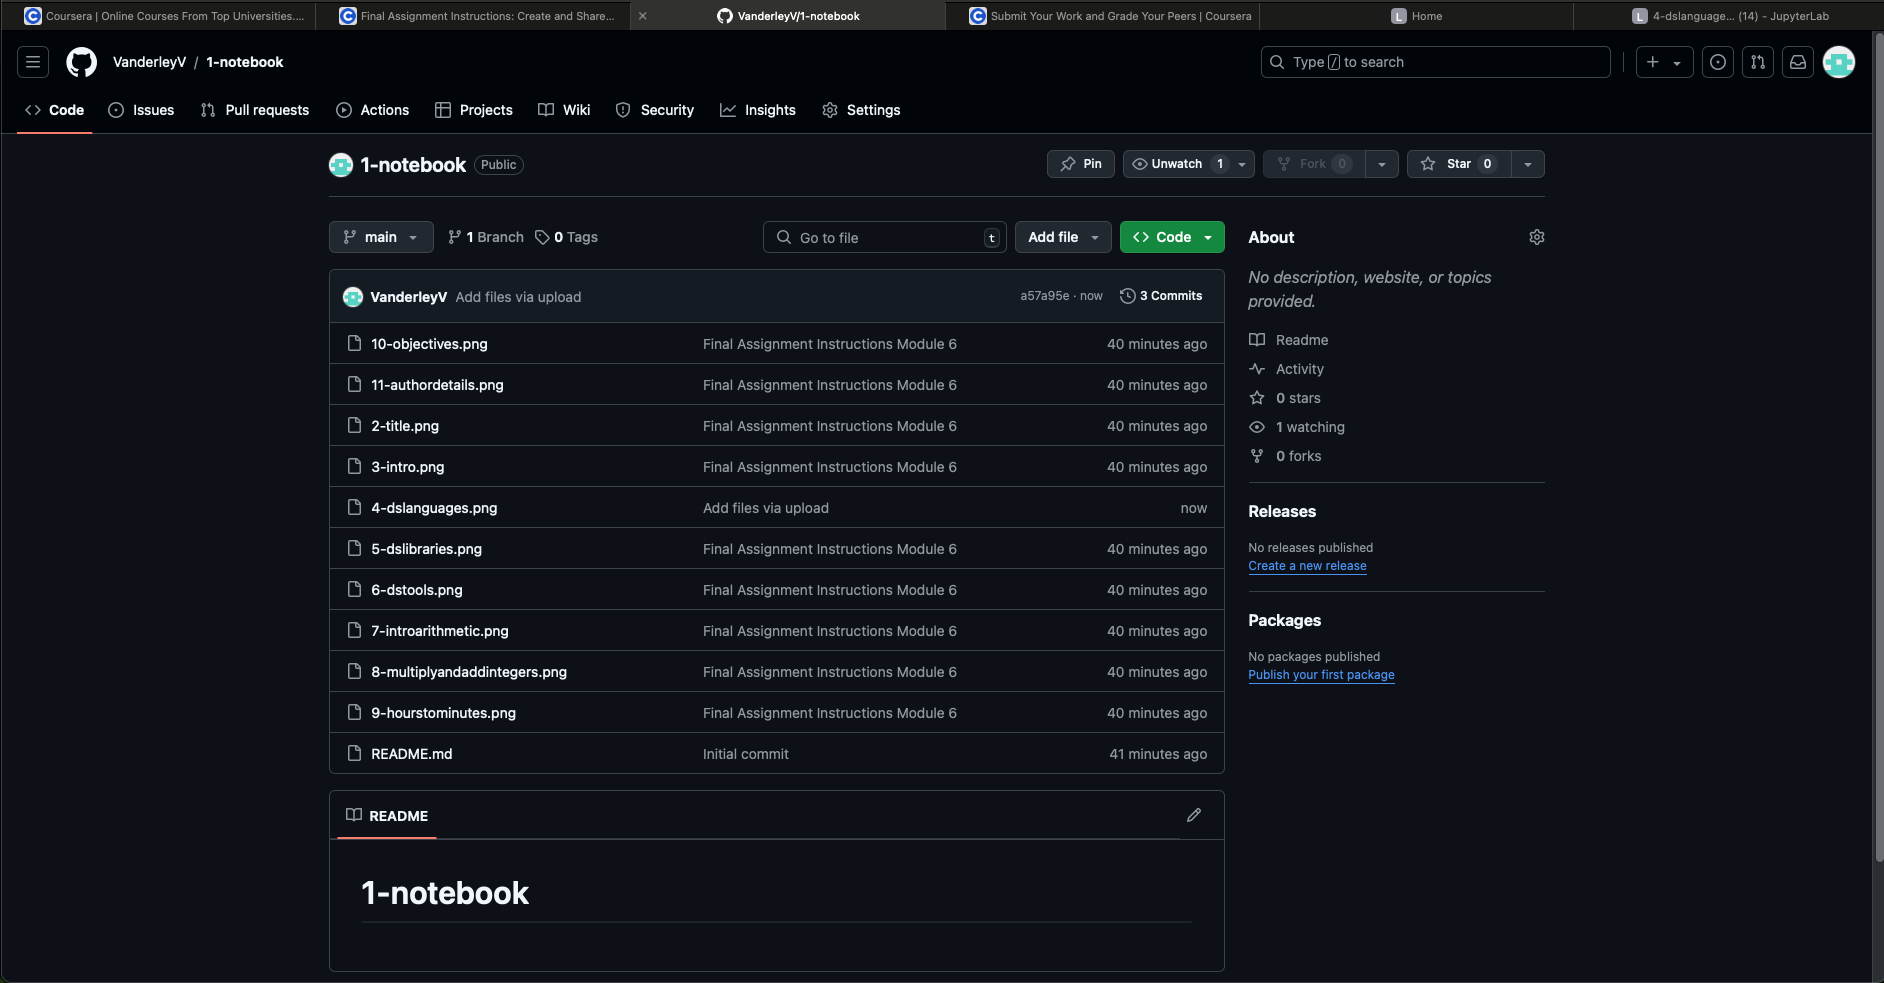 Coursera | Online Courses From Top Universities....
Final Assignment Instructions: Create and Share...
VanderleyV/1-notebook
Submit Your Work and Grade Your Peers | Coursera
L Home
L 4-dslanguage... (14) - JupyterLab
VanderleyV / 1-notebook
Type / to search
Code
Issues
Pull requests
Actions
Projects
Wiki
Security
Insights
Settings
1-notebook Public
Pin
Unwatch 1
Fork 0
Star 0
main
1 Branch
0 Tags
Go to file t
Add file
Code
VanderleyV Add files via upload a57a95e · now 3 Commits
10-objectives.png Final Assignment Instructions Module 6 40 minutes ago
11-authordetails.png Final Assignment Instructions Module 6 40 minutes ago
2-title.png Final Assignment Instructions Module 6 40 minutes ago
3-intro.png Final Assignment Instructions Module 6 40 minutes ago
4-dslanguages.png Add files via upload now
5-dslibraries.png Final Assignment Instructions Module 6 40 minutes ago
6-dstools.png Final Assignment Instructions Module 6 40 minutes ago
7-introarithmetic.png Final Assignment Instructions Module 6 40 minutes ago
8-multiplyandaddintegers.png Final Assignment Instructions Module 6 40 minutes ago
9-hourstominutes.png Final Assignment Instructions Module 6 40 minutes ago
README.md Initial commit 41 minutes ago
README
1-notebook
About
No description, website, or topics
provided.
Readme
Activity
0 stars
1 watching
0 forks
Releases
No releases published
Create a new release
Packages
No packages published
Publish your first package